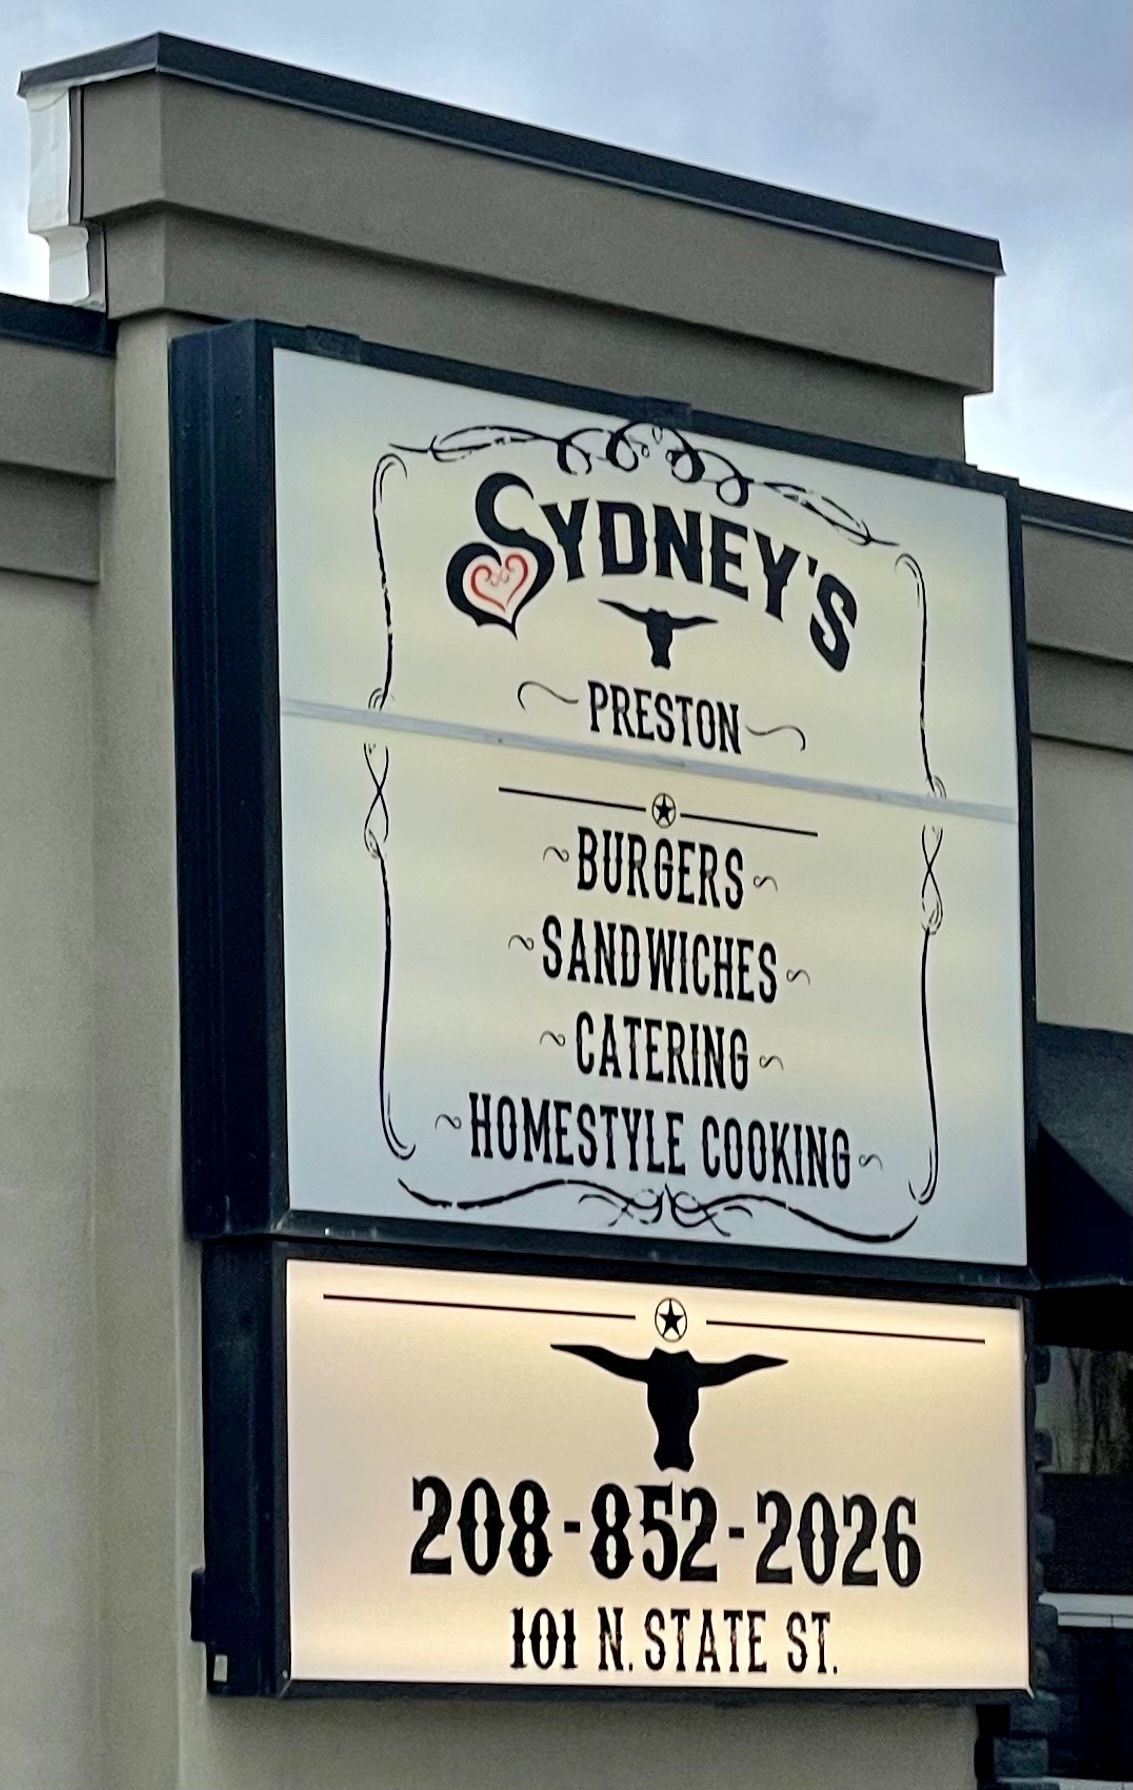 SYDNEY'S
PRESTON
~BURGERS~
~SANDWICHES~
~CATERING~
~HOMESTYLE COOKING~
208-852-2026
101 N. STATE ST.